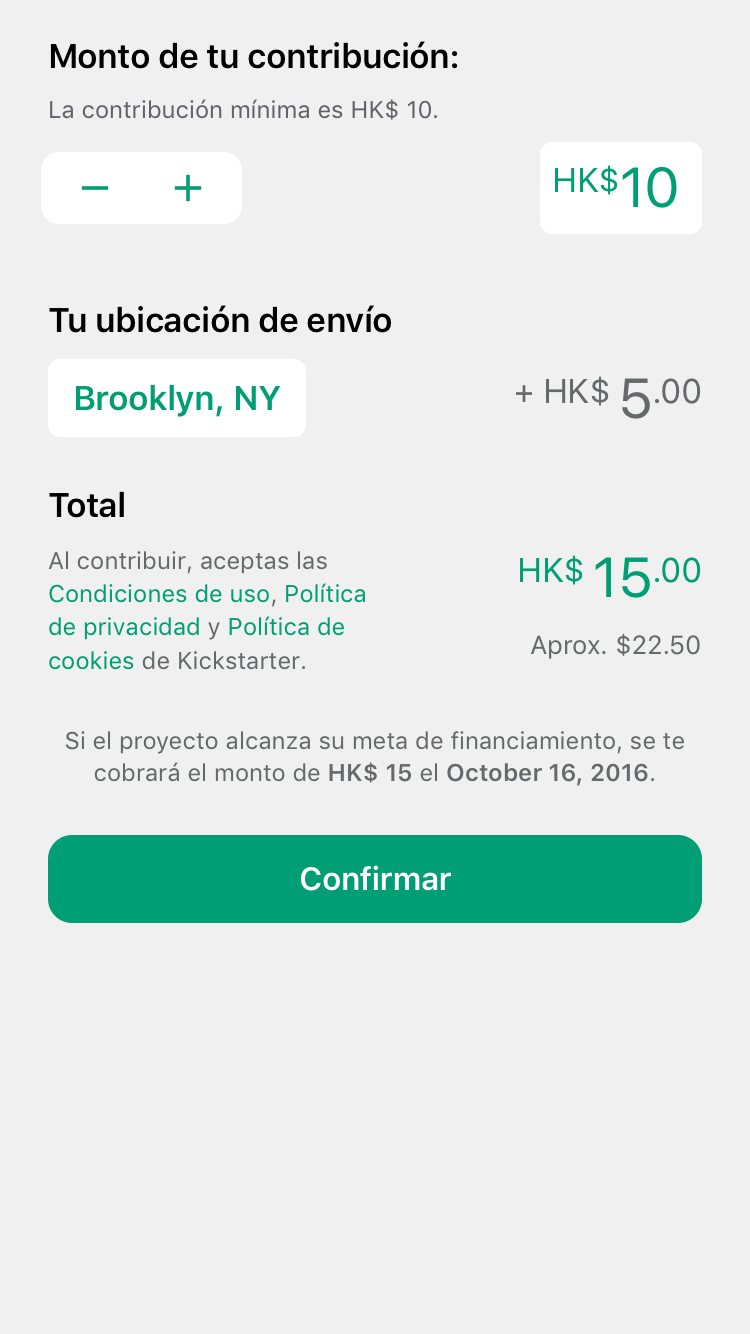 Monto de tu contribución:
La contribución mínima es HK$ 10.
− +
HK$10
Tu ubicación de envío
Brooklyn, NY
+ HK$ 5.00
Total
Al contribuir, aceptas las
Condiciones de uso, Política
de privacidad y Política de
cookies de Kickstarter.
HK$ 15.00
Aprox. $22.50
Si el proyecto alcanza su meta de financiamiento, se te
cobrará el monto de HK$ 15 el October 16, 2016.
Confirmar